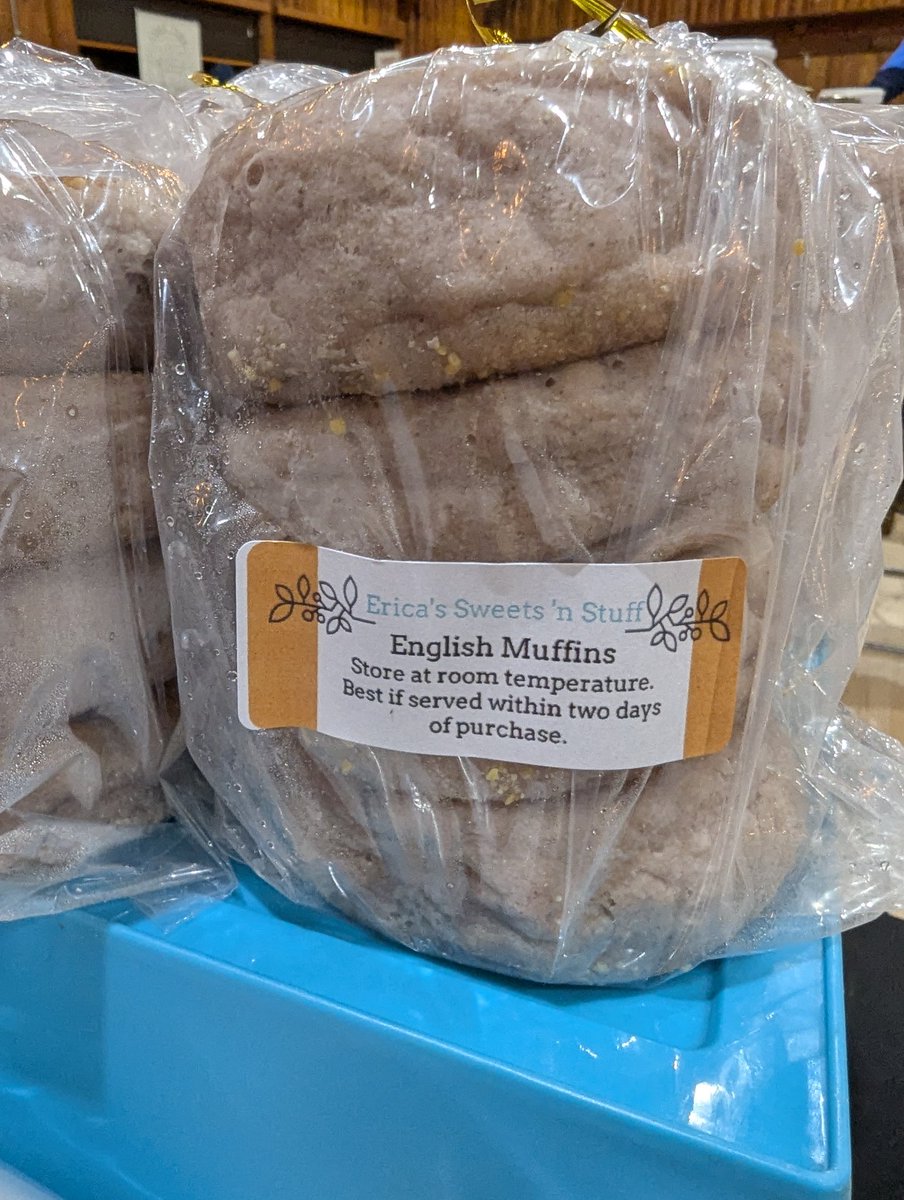 Erica's Sweets 'n Stuff
English Muffins
Store at room temperature.
Best if served within two days
of purchase.